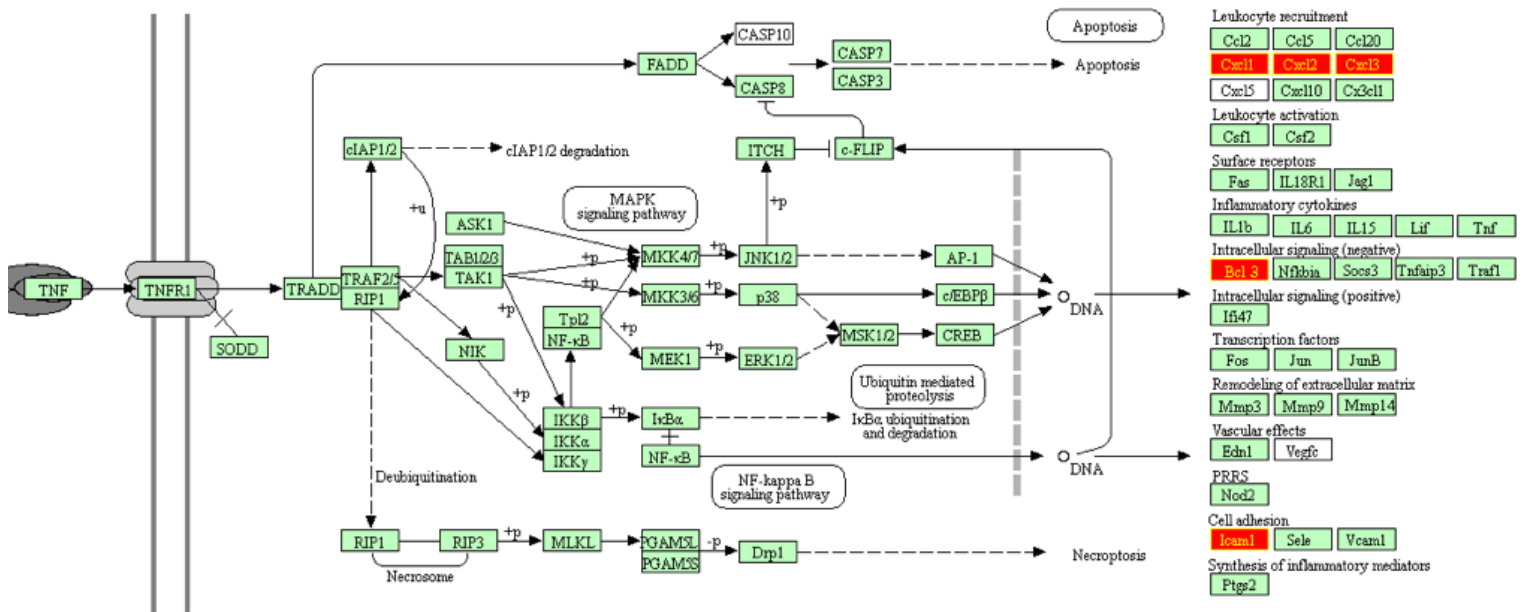 TNF
TNFR1
SODD
TRADD
TRAF2/5
RIP1
cIAP1/2
cIAP1/2 degradation
+u
FADD
CASP10
CASP8
CASP7
CASP3
Apoptosis
Apoptosis
ITCH
c-FLIP
MAPK
signaling pathway
+p
ASK1
TAB1/2/3
TAK1
+p
+p
+p
MKK4/7
+p
JNK1/2
AP-1
MKK3/6
+p
p38
c/EBPβ
Tpl2
NF-κB
NIK
MEK1
+p
ERK1/2
MSK1/2
CREB
DNA
+p
IKKβ
IKKα
IKKγ
+p
IκBα
NF-κB
Ubiquitin mediated
proteolysis
IκBα ubiquitination
and degradation
NF-kappa B
signaling pathway
DNA
Deubiquitination
RIP1
RIP3
Necrosome
+p
MLKL
PGAM5L
PGAM5S
-p
Drp1
Necroptosis
Leukocyte recruitment
Ccl2 Ccl5 Ccl20
Cxcl1 Cxcl2 Cxcl3
Cxcl5 Cxcl10 Cx3cl1
Leukocyte activation
Csf1 Csf2
Surface receptors
Fas IL18R1 Jag1
Inflammatory cytokines
IL1b IL6 IL15 Lif Tnf
Intracellular signaling (negative)
Bcl 3 Nfkbia Socs3 Tnfaip3 Traf1
Intracellular signaling (positive)
Ifi47
Transcription factors
Fos Jun JunB
Remodeling of extracellular matrix
Mmp3 Mmp9 Mmp14
Vascular effects
Edn1 Vegfc
PRRS
Nod2
Cell adhesion
Icam1 Sele Vcam1
Synthesis of inflammatory mediators
Ptgs2